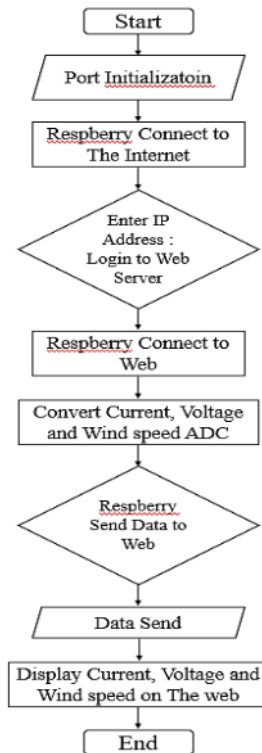 Start
Port Initializatoin
Respberry Connect to
The Internet
Enter IP
Address :
Login to Web
Server
Respberry Connect to
Web
Convert Current, Voltage
and Wind speed ADC
Respberry
Send Data to
Web
Data Send
Display Current, Voltage and
Wind speed on The web
End